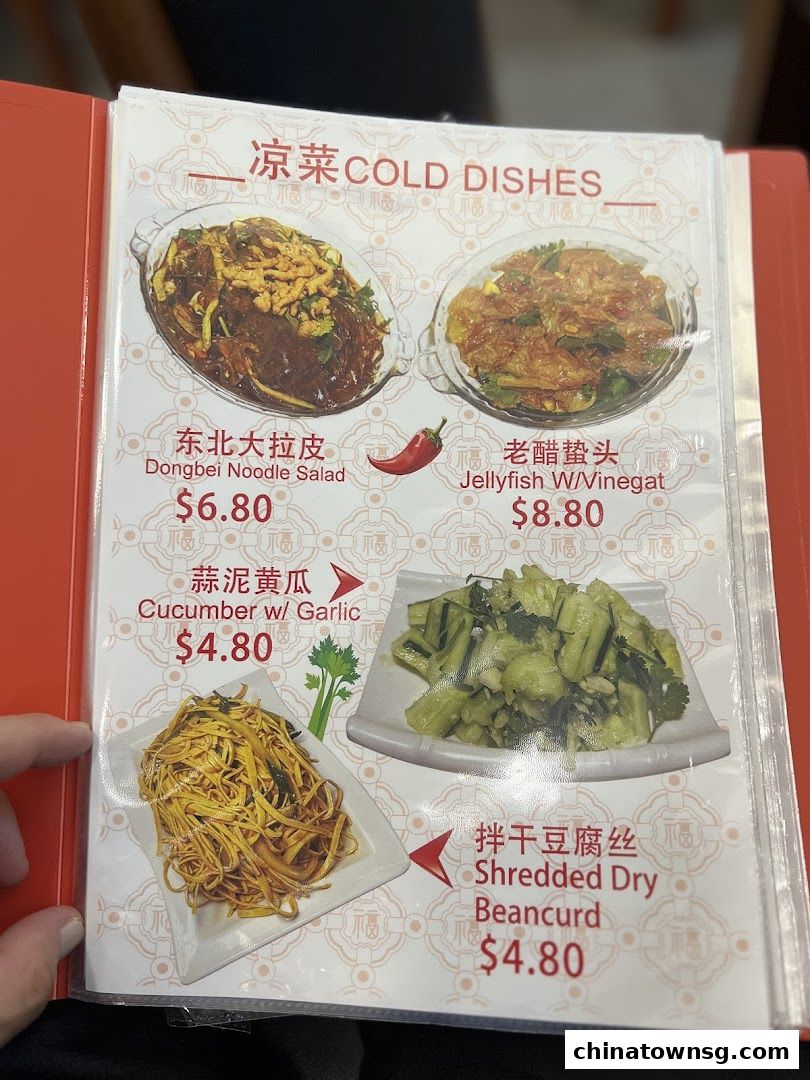 凉菜COLD DISHES
东北大拉皮
Dongbei Noodle Salad
$6.80
老醋蛰头
Jellyfish W/Vinegat
$8.80
蒜泥黄瓜
Cucumber w/ Garlic
$4.80
拌干豆腐丝
Shredded Dry
Beancurd
$4.80
chinatownsg.com